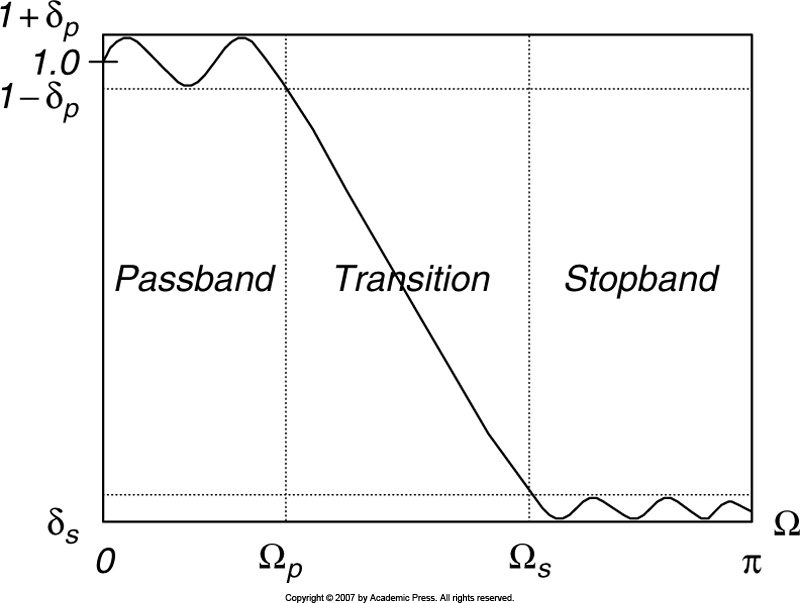 1+δp
1.0
1−δp
Passband Transition Stopband
δs
Ω
0 Ωp Ωs π
Copyright © 2007 by Academic Press. All rights reserved.